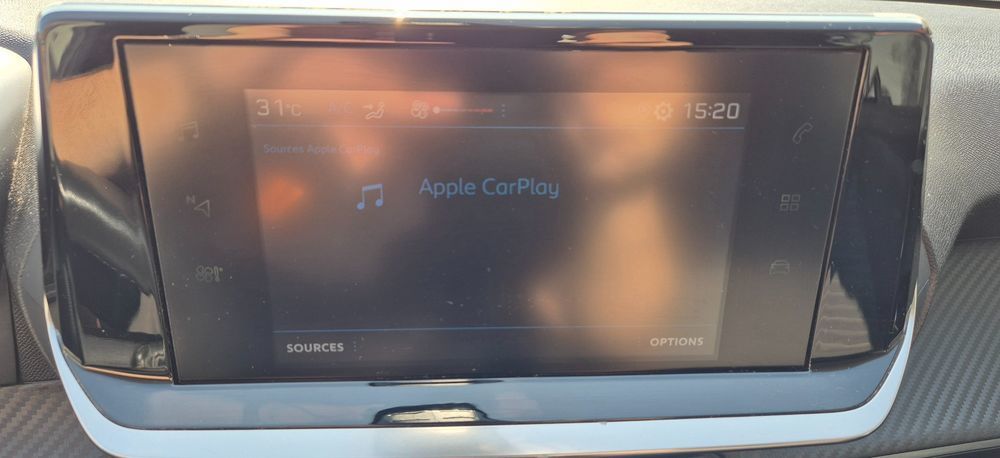 31°C A/C 15:20
Sources Apple CarPlay
Apple CarPlay
N
SOURCES
OPTIONS